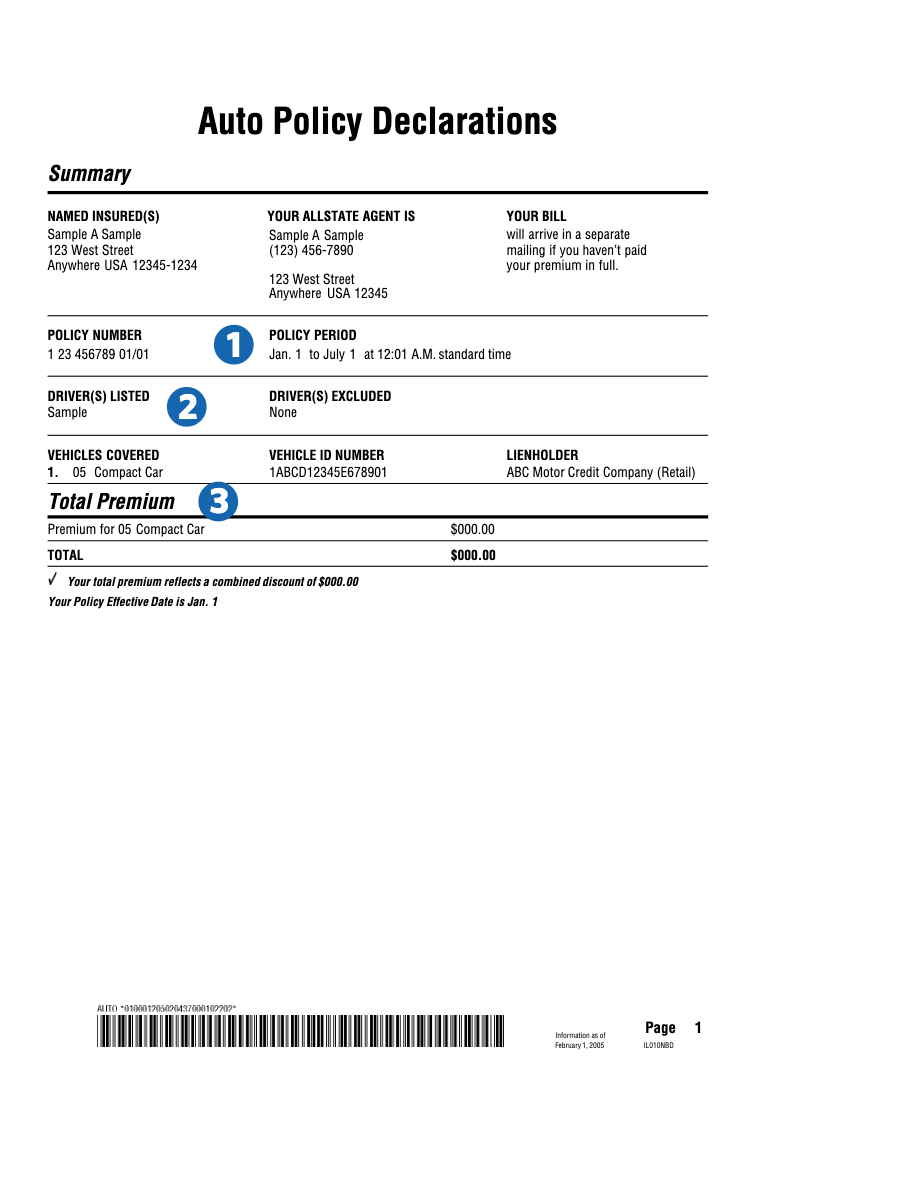 Auto Policy Declarations
Summary
NAMED INSURED(S)
Sample A Sample
123 West Street
Anywhere USA 12345-1234
YOUR ALLSTATE AGENT IS
Sample A Sample
(123) 456-7890
123 West Street
Anywhere USA 12345
YOUR BILL
will arrive in a separate
mailing if you haven't paid
your premium in full.
POLICY NUMBER
1 23 456789 01/01
1
POLICY PERIOD
Jan. 1 to July 1 at 12:01 A.M. standard time
DRIVER(S) LISTED
Sample
2
DRIVER(S) EXCLUDED
None
VEHICLES COVERED
1. 05 Compact Car
VEHICLE ID NUMBER
1ABCD12345E678901
LIENHOLDER
ABC Motor Credit Company (Retail)
Total Premium
3
Premium for 05 Compact Car $000.00
TOTAL $000.00
✓ Your total premium reflects a combined discount of $000.00
Your Policy Effective Date is Jan. 1
AUTO *010001205020437000102202*
Information as of
February 1, 2005
Page 1
IL010NBD